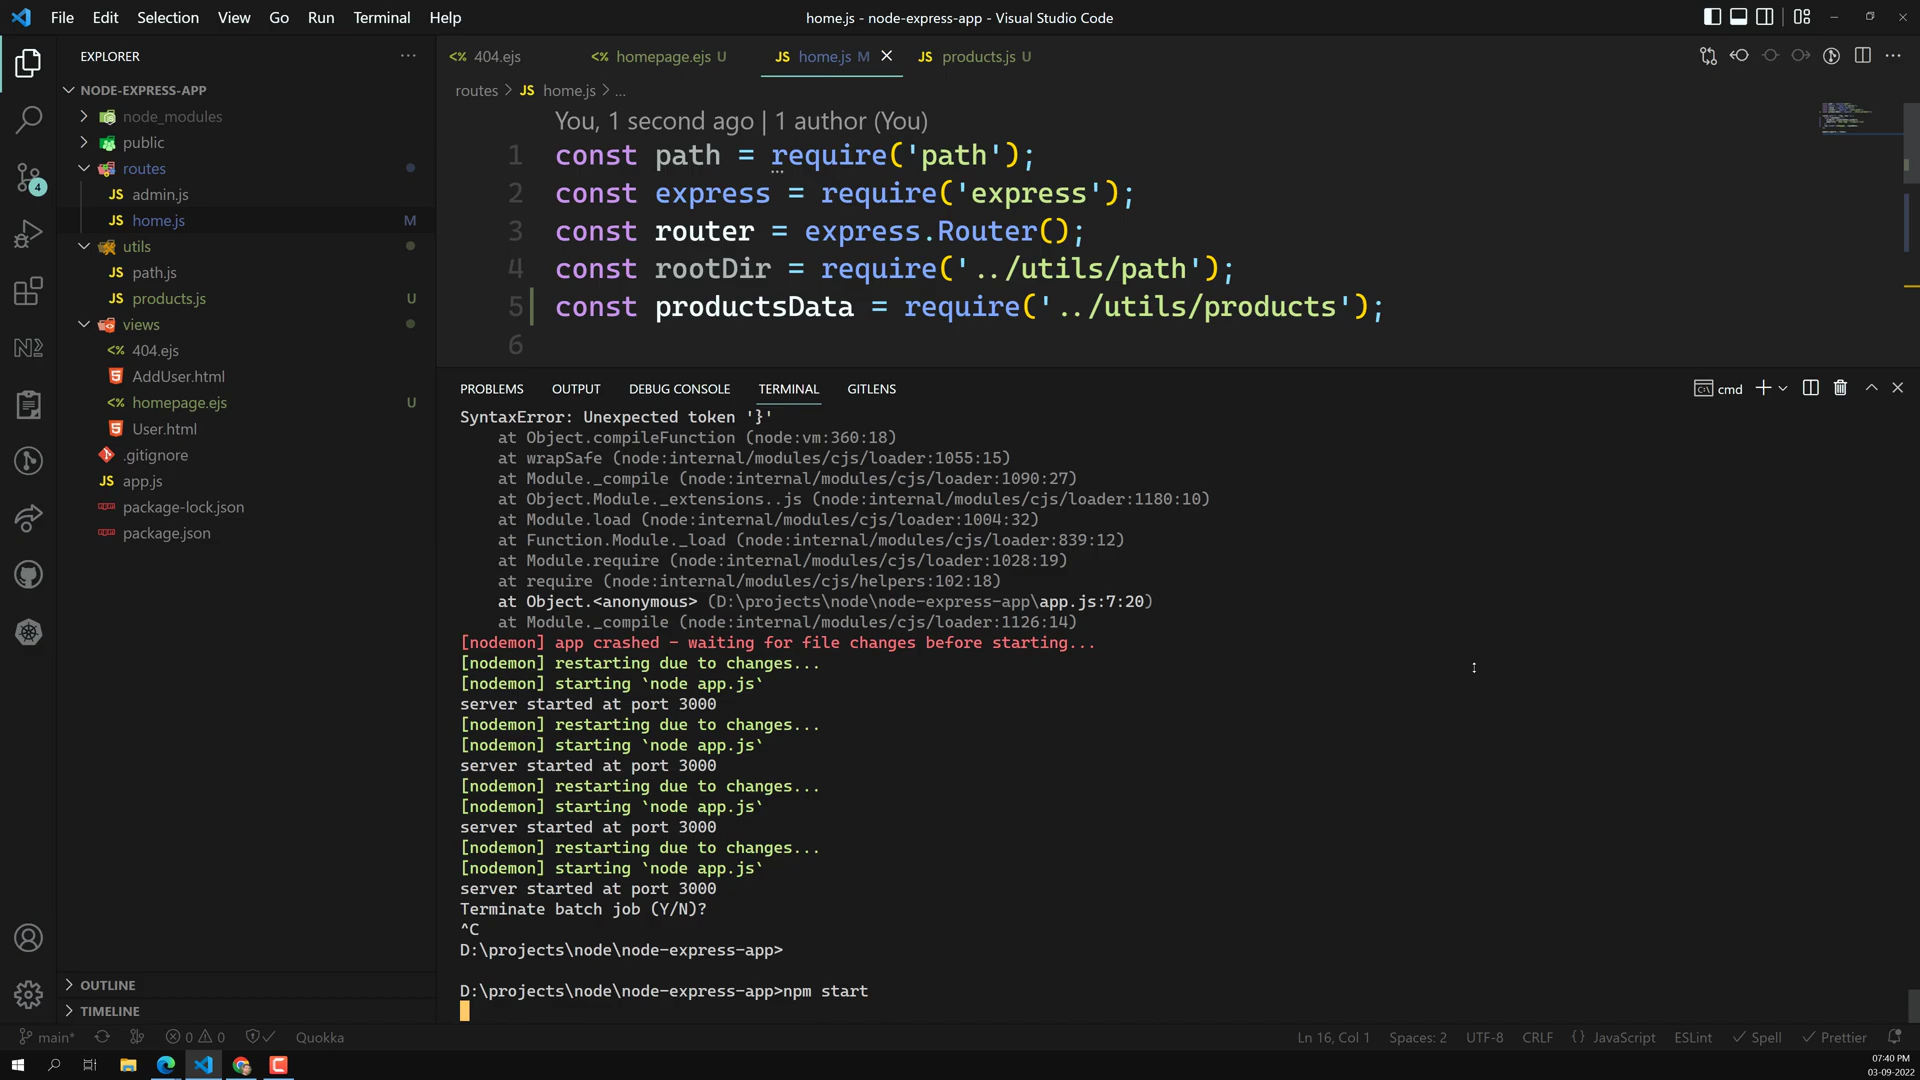 File Edit Selection View Go Run Terminal Help
home.js - node-express-app - Visual Studio Code
EXPLORER
NODE-EXPRESS-APP
node_modules
public
routes
JS admin.js
JS home.js M
utils
JS path.js
JS products.js U
views
<% 404.ejs
AddUser.html
<% homepage.ejs U
User.html
.gitignore
JS app.js
package-lock.json
package.json
OUTLINE
TIMELINE
4
<% 404.ejs
<% homepage.ejs U
JS home.js M
JS products.js U
routes > JS home.js > ...
You, 1 second ago | 1 author (You)
1 const path = require('path');
2 const express = require('express');
3 const router = express.Router();
4 const rootDir = require('../utils/path');
5 const productsData = require('../utils/products');
6
PROBLEMS OUTPUT DEBUG CONSOLE TERMINAL GITLENS
cmd
SyntaxError: Unexpected token '}'
at Object.compileFunction (node:vm:360:18)
at wrapSafe (node:internal/modules/cjs/loader:1055:15)
at Module._compile (node:internal/modules/cjs/loader:1090:27)
at Object.Module._extensions..js (node:internal/modules/cjs/loader:1180:10)
at Module.load (node:internal/modules/cjs/loader:1004:32)
at Function.Module._load (node:internal/modules/cjs/loader:839:12)
at Module.require (node:internal/modules/cjs/loader:1028:19)
at require (node:internal/modules/cjs/helpers:102:18)
at Object.<anonymous> (D:\projects\node\node-express-app\app.js:7:20)
at Module._compile (node:internal/modules/cjs/loader:1126:14)
[nodemon] app crashed - waiting for file changes before starting...
[nodemon] restarting due to changes...
[nodemon] starting `node app.js`
server started at port 3000
[nodemon] restarting due to changes...
[nodemon] starting `node app.js`
server started at port 3000
[nodemon] restarting due to changes...
[nodemon] starting `node app.js`
server started at port 3000
[nodemon] restarting due to changes...
[nodemon] starting `node app.js`
server started at port 3000
Terminate batch job (Y/N)?
^C
D:\projects\node\node-express-app>
D:\projects\node\node-express-app>npm start
main* 0 0 Quokka
Ln 16, Col 1 Spaces: 2 UTF-8 CRLF {} JavaScript ESLint Spell Prettier
07:40 PM
03-09-2022